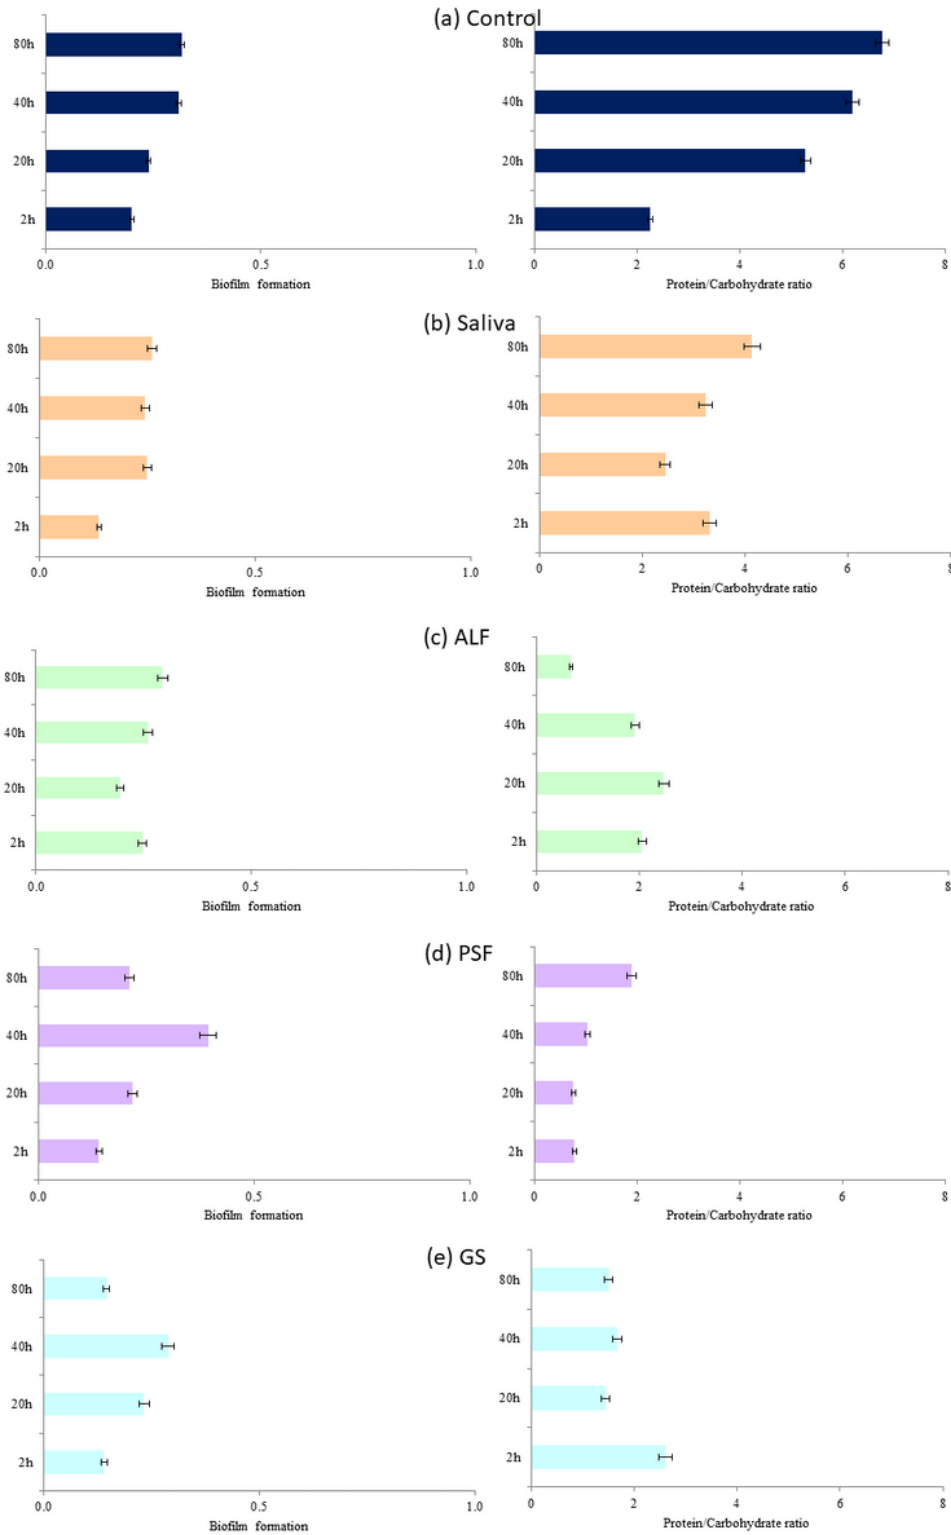 (a) Control
80h
40h
20h
2h
0.0 0.5 1.0
Biofilm formation
80h
40h
20h
2h
0 2 4 6 8
Protein/Carbohydrate ratio
(b) Saliva
80h
40h
20h
2h
0.0 0.5 1.0
Biofilm formation
80h
40h
20h
2h
0 2 4 6 8
Protein/Carbohydrate ratio
(c) ALF
80h
40h
20h
2h
0.0 0.5 1.0
Biofilm formation
80h
40h
20h
2h
0 2 4 6 8
Protein/Carbohydrate ratio
(d) PSF
80h
40h
20h
2h
0.0 0.5 1.0
Biofilm formation
80h
40h
20h
2h
0 2 4 6 8
Protein/Carbohydrate ratio
(e) GS
80h
40h
20h
2h
0.0 0.5 1.0
Biofilm formation
80h
40h
20h
2h
0 2 4 6 8
Protein/Carbohydrate ratio